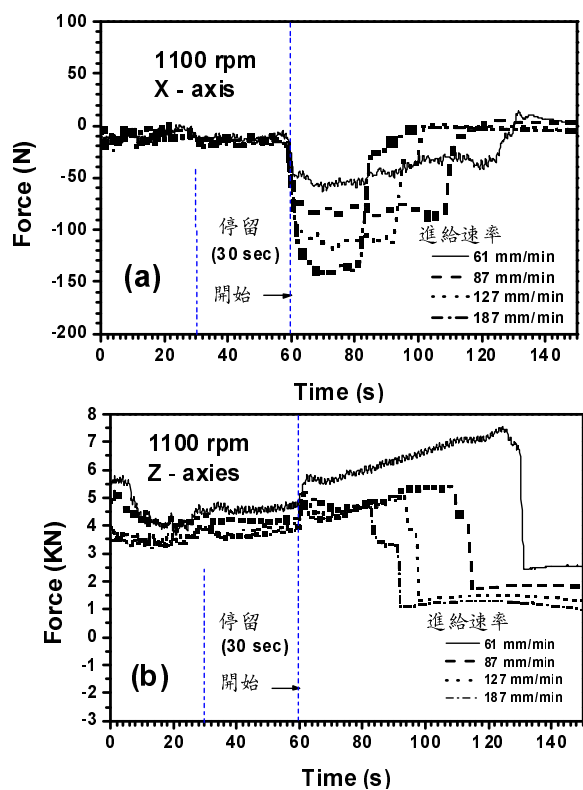 100
50
0
-50
-100
-150
-200
Force (N)
1100 rpm
X - axis
停留
(30 sec)
開始
(a)
進給速率
61 mm/min
87 mm/min
127 mm/min
187 mm/min
0 20 40 60 80 100 120 140
Time (s)
8
7
6
5
4
3
2
1
0
-1
-2
-3
Force (KN)
1100 rpm
Z - axies
停留
(30 sec)
開始
(b)
進給速率
61 mm/min
87 mm/min
127 mm/min
187 mm/min
0 20 40 60 80 100 120 140
Time (s)